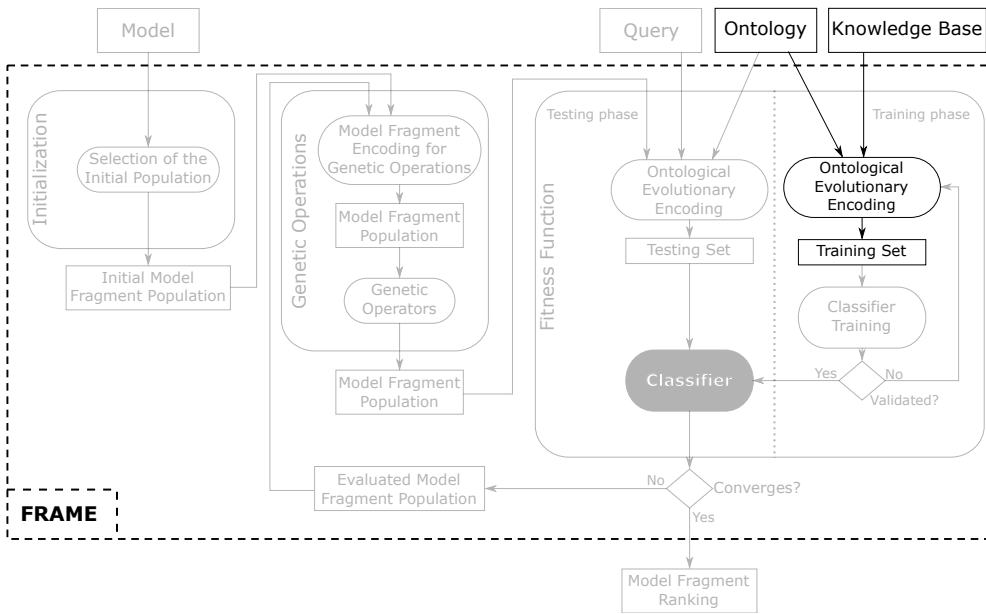 Model
Query
Ontology
Knowledge Base
Initialization
Selection of the
Initial Population
Initial Model
Fragment Population
Genetic Operations
Model Fragment
Encoding for
Genetic Operations
Model Fragment
Population
Genetic
Operators
Model Fragment
Population
Fitness Function
Testing phase
Ontological
Evolutionary
Encoding
Testing Set
Classifier
Training phase
Ontological
Evolutionary
Encoding
Training Set
Classifier
Training
Yes
No
Validated?
Evaluated Model
Fragment Population
No
Converges?
Yes
FRAME
Model Fragment
Ranking